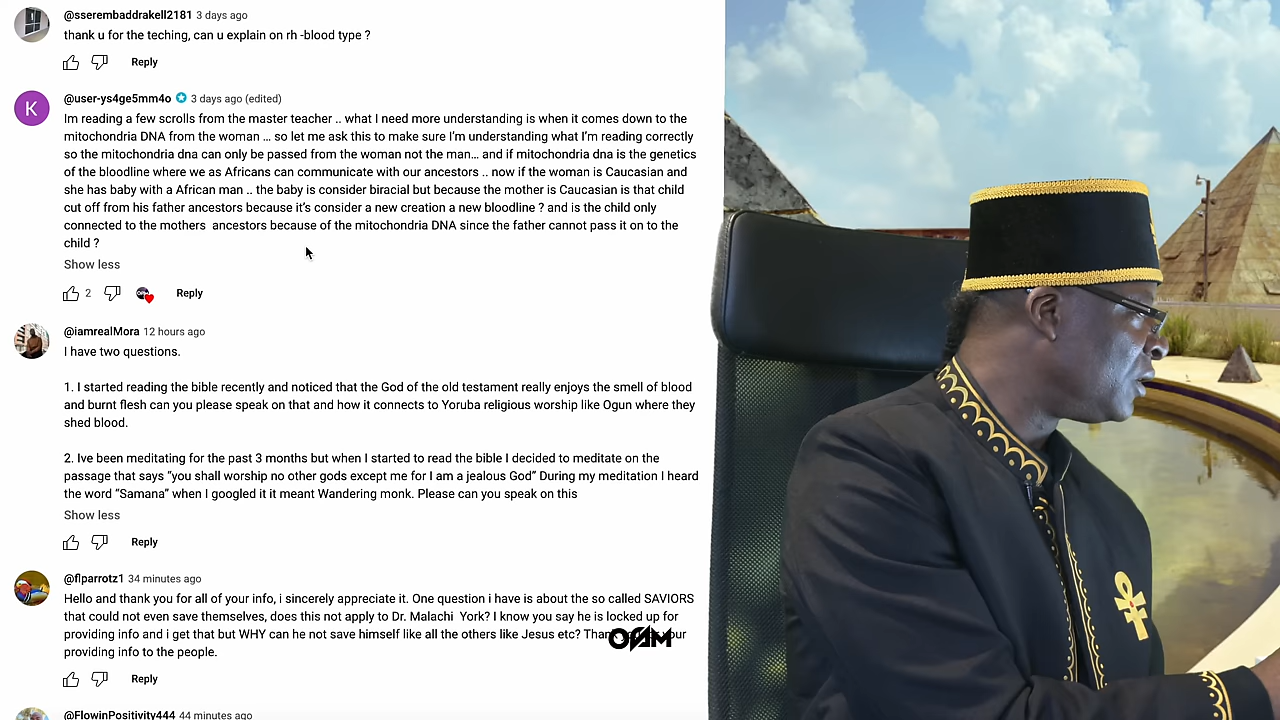 @sserembaddrakell2181 3 days ago
thank u for the teching, can u explain on rh -blood type ?
Reply
K
@user-ys4ge5mm4o 3 days ago (edited)
Im reading a few scrolls from the master teacher .. what I need more understanding is when it comes down to the
mitochondria DNA from the woman … so let me ask this to make sure I'm understanding what I'm reading correctly
so the mitochondria dna can only be passed from the woman not the man… and if mitochondria dna is the genetics
of the bloodline where we as Africans can communicate with our ancestors .. now if the woman is Caucasian and
she has baby with a African man .. the baby is consider biracial but because the mother is Caucasian is that child
cut off from his father ancestors because it's consider a new creation a new bloodline ? and is the child only
connected to the mothers  ancestors because of the mitochondria DNA since the father cannot pass it on to the
child ?
Show less
2 Reply
@iamrealMora 12 hours ago
I have two questions.
1. I started reading the bible recently and noticed that the God of the old testament really enjoys the smell of blood
and burnt flesh can you please speak on that and how it connects to Yoruba religious worship like Ogun where they
shed blood.
2. Ive been meditating for the past 3 months but when I started to read the bible I decided to meditate on the
passage that says “you shall worship no other gods except me for I am a jealous God” During my meditation I heard
the word “Samana” when I googled it it meant Wandering monk. Please can you speak on this
Show less
Reply
@flparrotz1 34 minutes ago
Hello and thank you for all of your info, i sincerely appreciate it. One question i have is about the so called SAVIORS
that could not even save themselves, does this not apply to Dr. Malachi  York? I know you say he is locked up for
providing info and i get that but WHY can he not save himself like all the others like Jesus etc?
providing info to the people.
Reply
@FlowinPositivity444 44 minutes ago